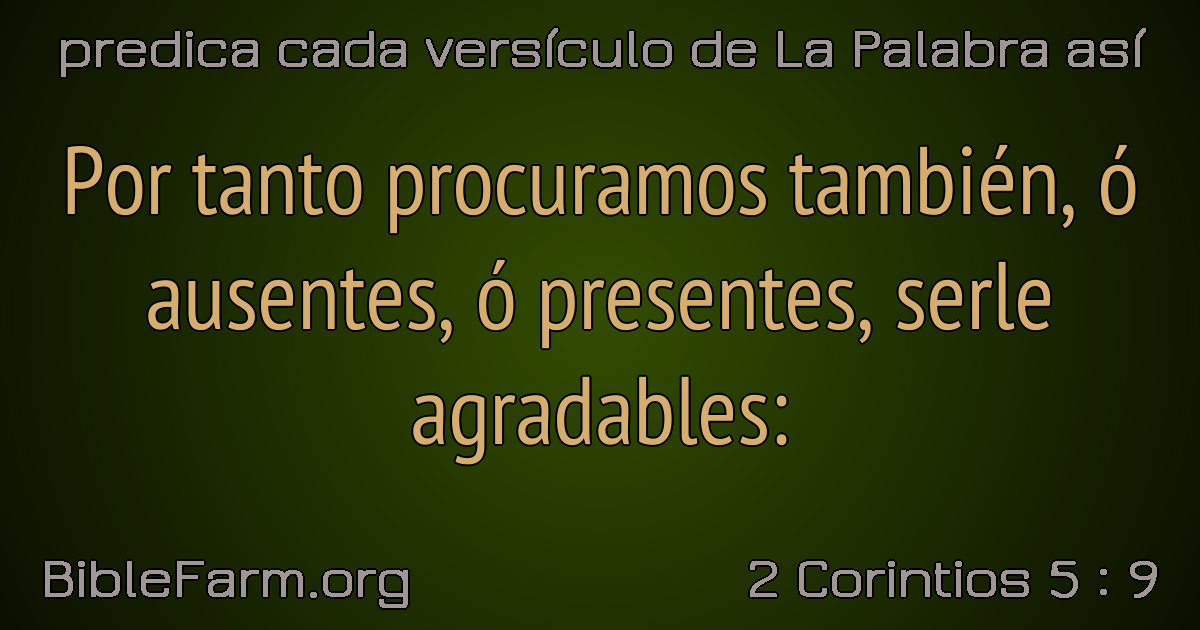 predica cada versículo de La Palabra así
Por tanto procuramos también, ó
ausentes, ó presentes, serle
agradables:
BibleFarm.org
2 Corintios 5 : 9